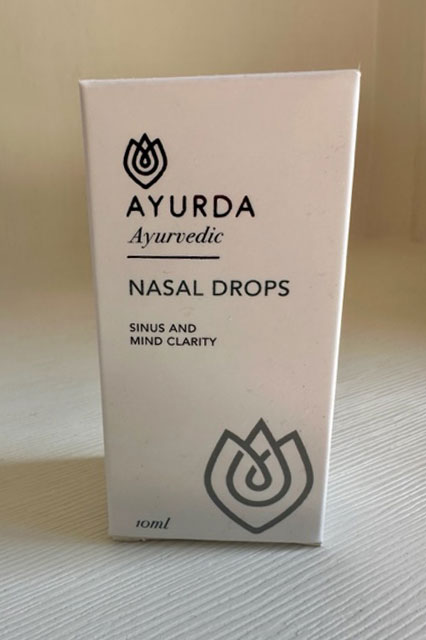 AYURDA
Ayurvedic
NASAL DROPS
SINUS AND
MIND CLARITY
10ml